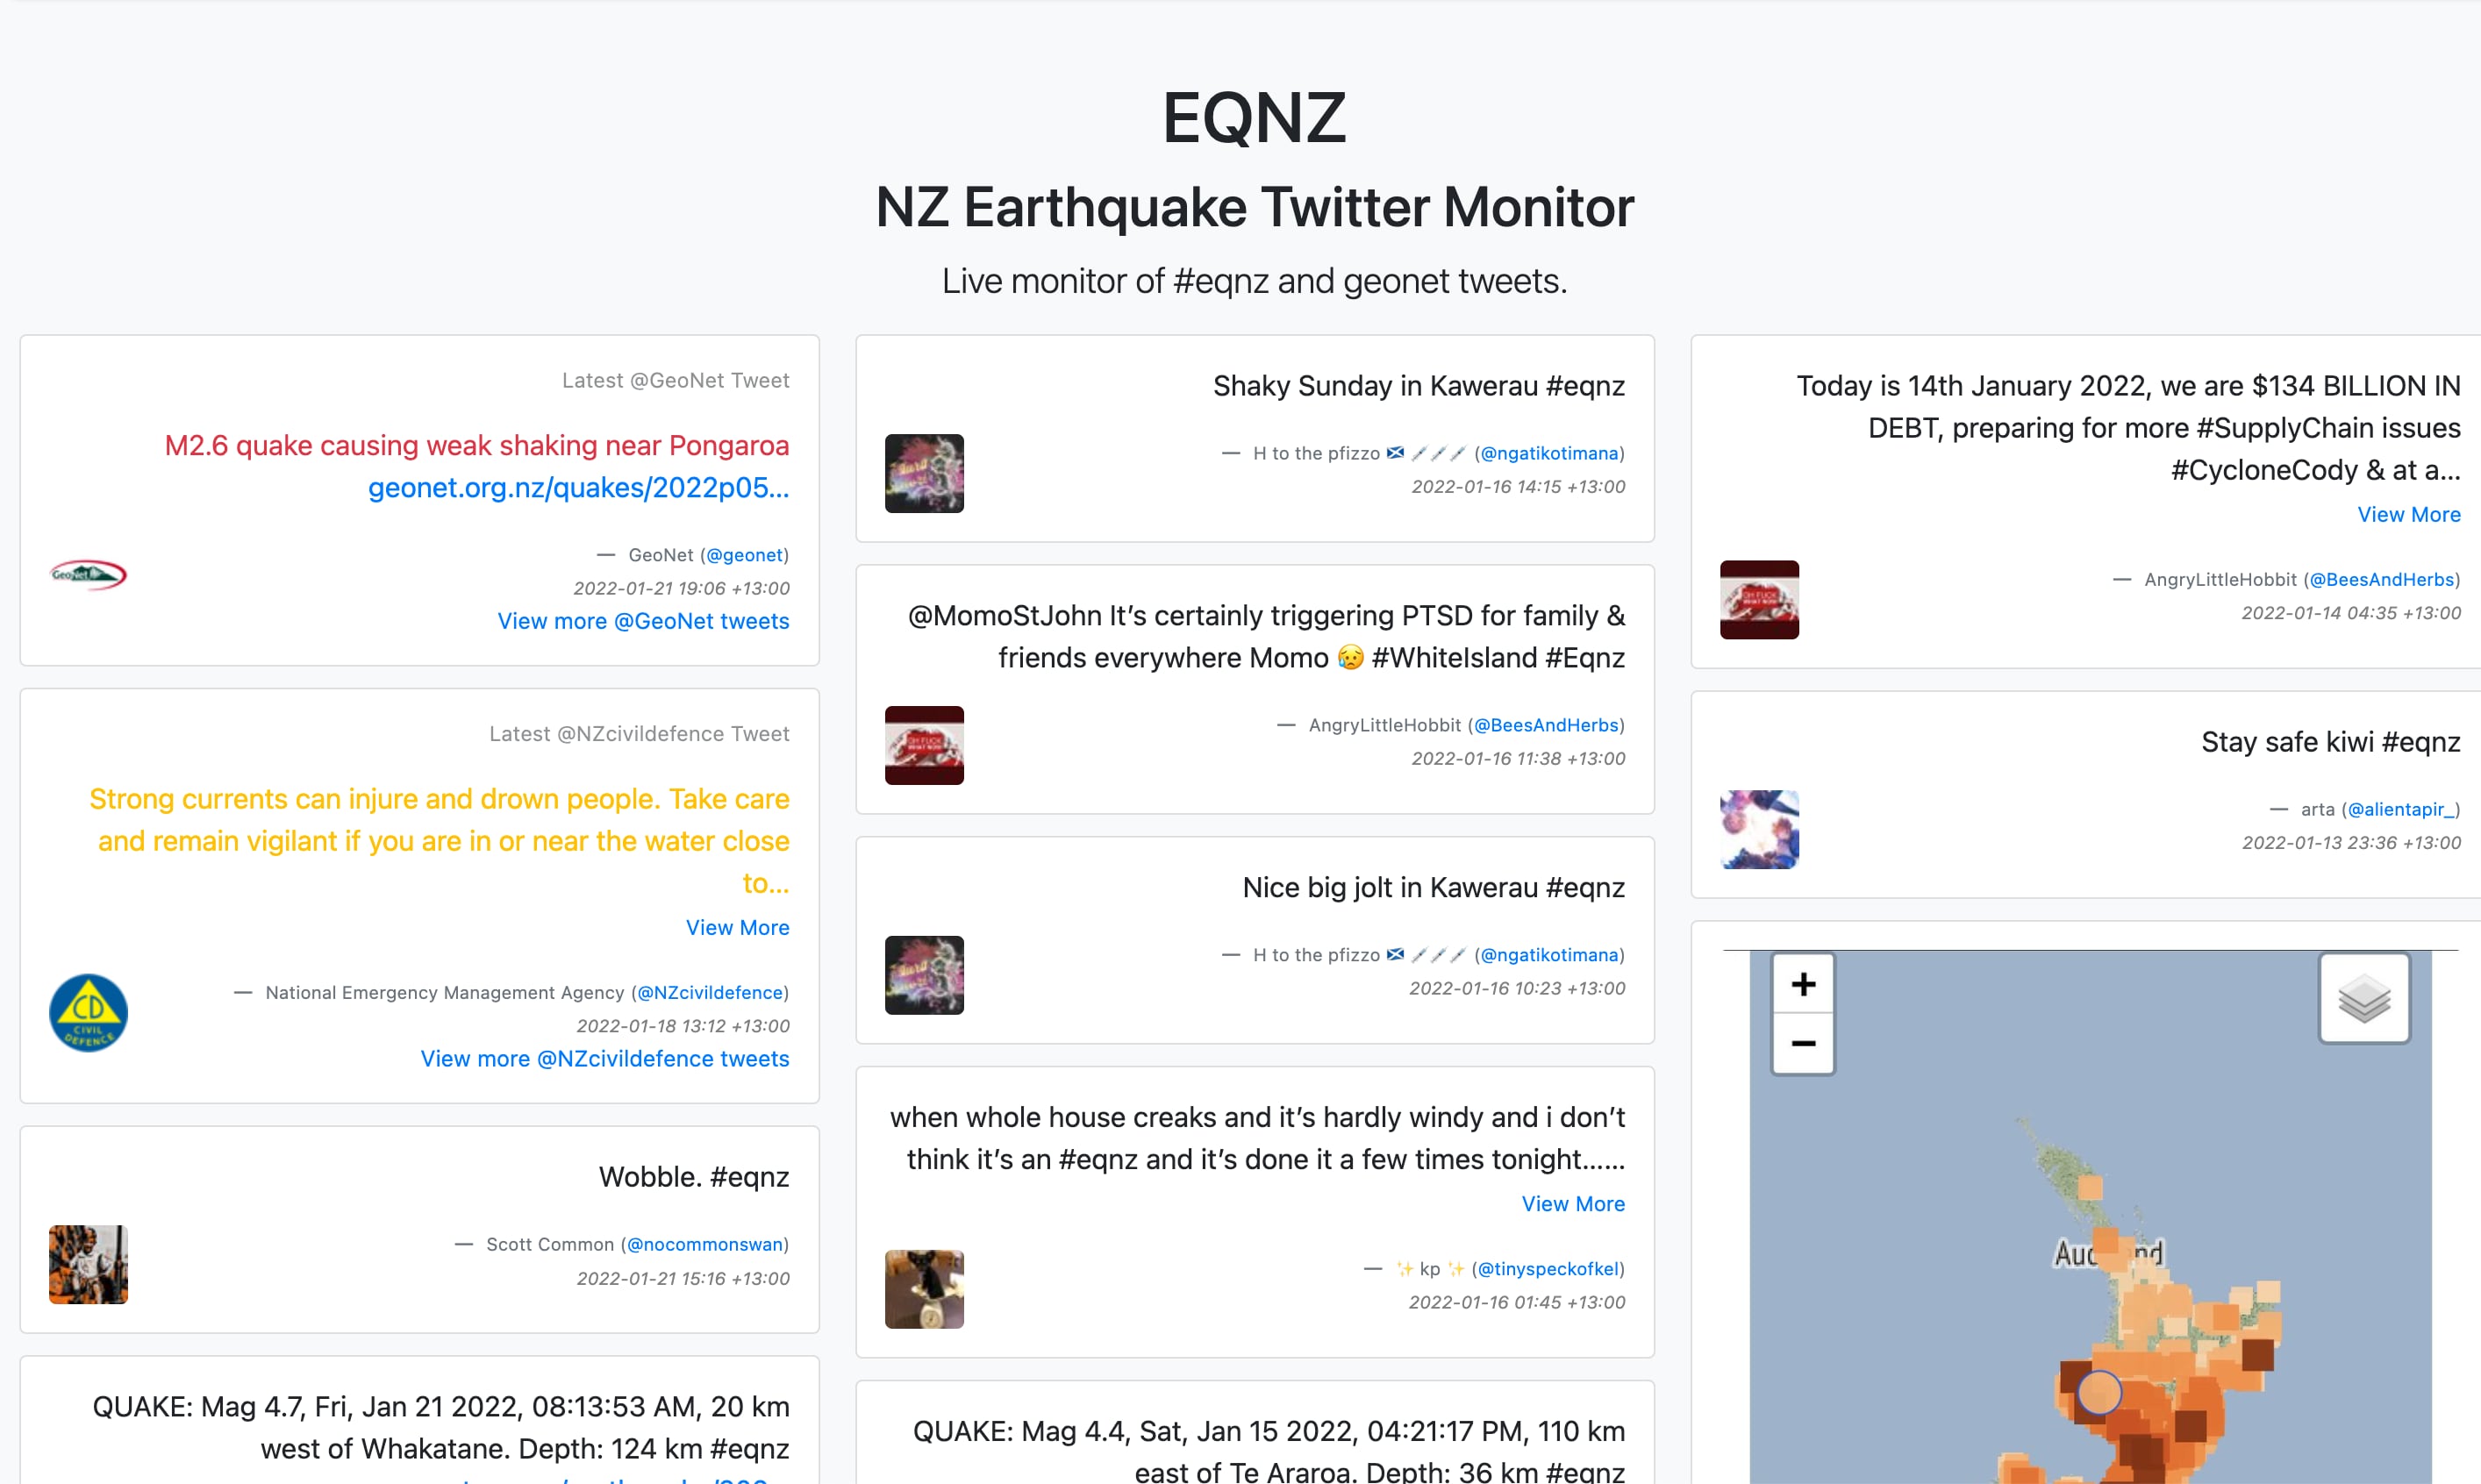 EQNZ
NZ Earthquake Twitter Monitor
Live monitor of #eqnz and geonet tweets.
Latest @GeoNet Tweet
M2.6 quake causing weak shaking near Pongaroa
geonet.org.nz/quakes/2022p05...
GeoNet
— GeoNet (@geonet)
2022-01-21 19:06 +13:00
View more @GeoNet tweets
Latest @NZcivildefence Tweet
Strong currents can injure and drown people. Take care
and remain vigilant if you are in or near the water close
to...
View More
CD
CIVIL
DEFENCE
— National Emergency Management Agency (@NZcivildefence)
2022-01-18 13:12 +13:00
View more @NZcivildefence tweets
Wobble. #eqnz
— Scott Common (@nocommonswan)
2022-01-21 15:16 +13:00
QUAKE: Mag 4.7, Fri, Jan 21 2022, 08:13:53 AM, 20 km
west of Whakatane. Depth: 124 km #eqnz
Shaky Sunday in Kawerau #eqnz
— H to the pfizzo 🏴󠁧󠁢󠁳󠁣󠁴󠁿 💉💉💉 (@ngatikotimana)
2022-01-16 14:15 +13:00
@MomoStJohn It’s certainly triggering PTSD for family &
friends everywhere Momo 😥 #WhiteIsland #Eqnz
— AngryLittleHobbit (@BeesAndHerbs)
2022-01-16 11:38 +13:00
Nice big jolt in Kawerau #eqnz
— H to the pfizzo 🏴󠁧󠁢󠁳󠁣󠁴󠁿 💉💉💉 (@ngatikotimana)
2022-01-16 10:23 +13:00
when whole house creaks and it’s hardly windy and i don’t
think it’s an #eqnz and it’s done it a few times tonight......
View More
— ✨ kp ✨ (@tinyspeckofkel)
2022-01-16 01:45 +13:00
QUAKE: Mag 4.4, Sat, Jan 15 2022, 04:21:17 PM, 110 km
east of Te Araroa. Depth: 36 km #eqnz
Today is 14th January 2022, we are $134 BILLION IN
DEBT, preparing for more #SupplyChain issues
#CycloneCody & at a...
View More
— AngryLittleHobbit (@BeesAndHerbs)
2022-01-14 04:35 +13:00
Stay safe kiwi #eqnz
— arta (@alientapir_)
2022-01-13 23:36 +13:00
+
−